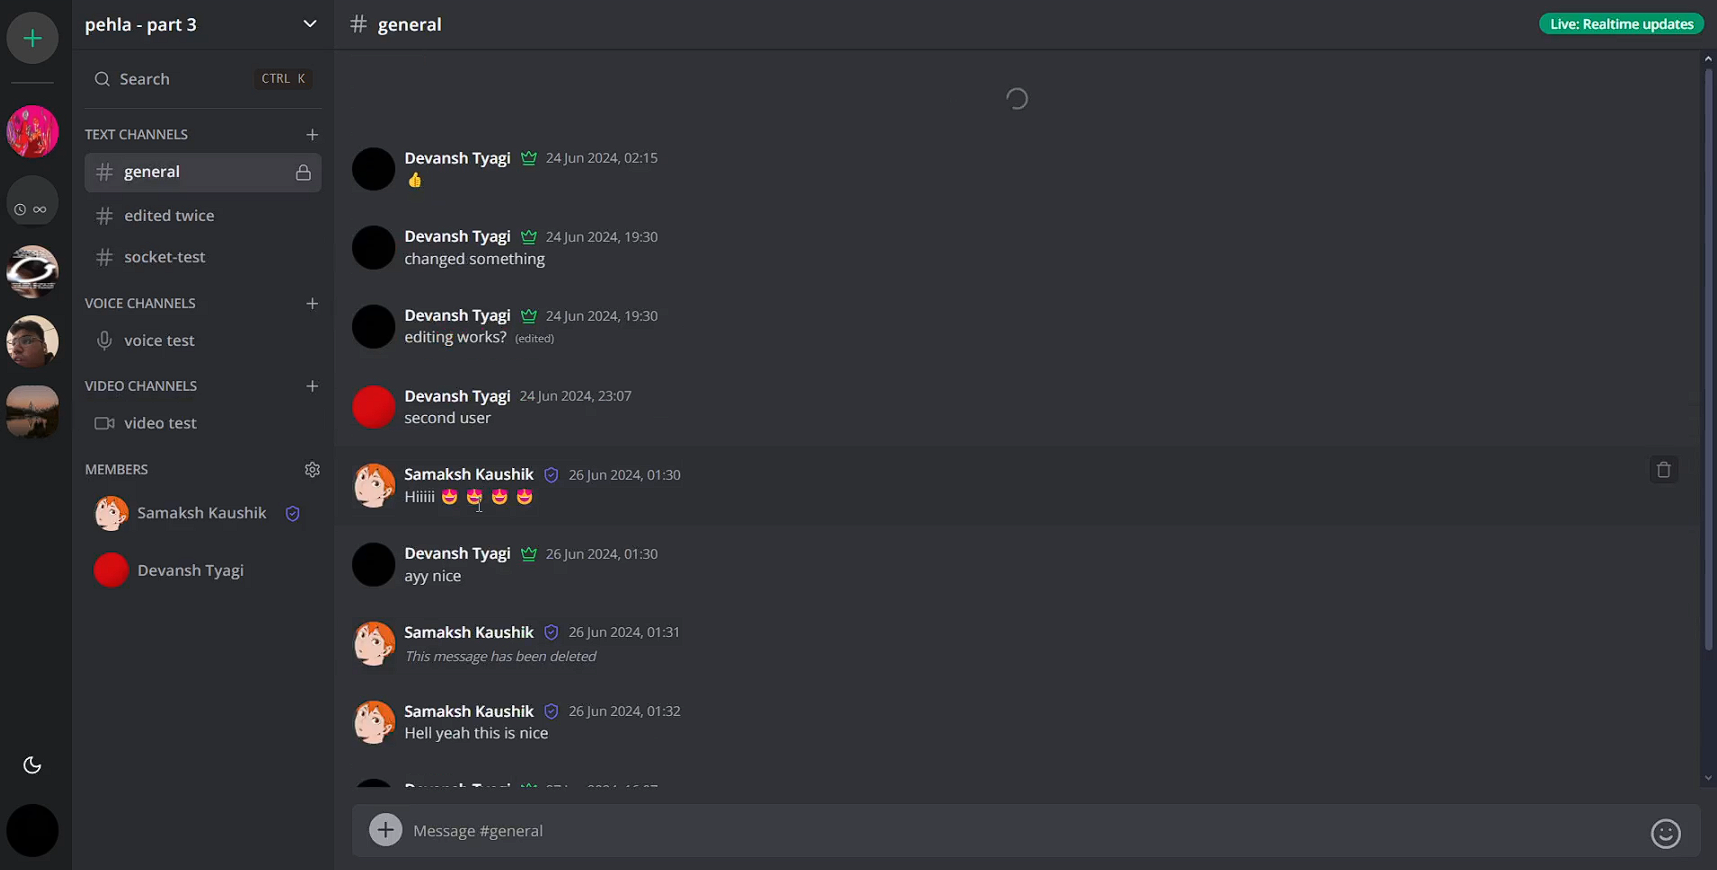 pehla - part 3
Search CTRL K
TEXT CHANNELS
general
edited twice
socket-test
VOICE CHANNELS
voice test
VIDEO CHANNELS
video test
MEMBERS
Samaksh Kaushik
Devansh Tyagi
# general
Live: Realtime updates
Devansh Tyagi 24 Jun 2024, 02:15
👍
Devansh Tyagi 24 Jun 2024, 19:30
changed something
Devansh Tyagi 24 Jun 2024, 19:30
editing works? (edited)
Devansh Tyagi 24 Jun 2024, 23:07
second user
Samaksh Kaushik 26 Jun 2024, 01:30
Hiiiii 😍 😍 😍 😍
Devansh Tyagi 26 Jun 2024, 01:30
ayy nice
Samaksh Kaushik 26 Jun 2024, 01:31
This message has been deleted
Samaksh Kaushik 26 Jun 2024, 01:32
Hell yeah this is nice
Message #general